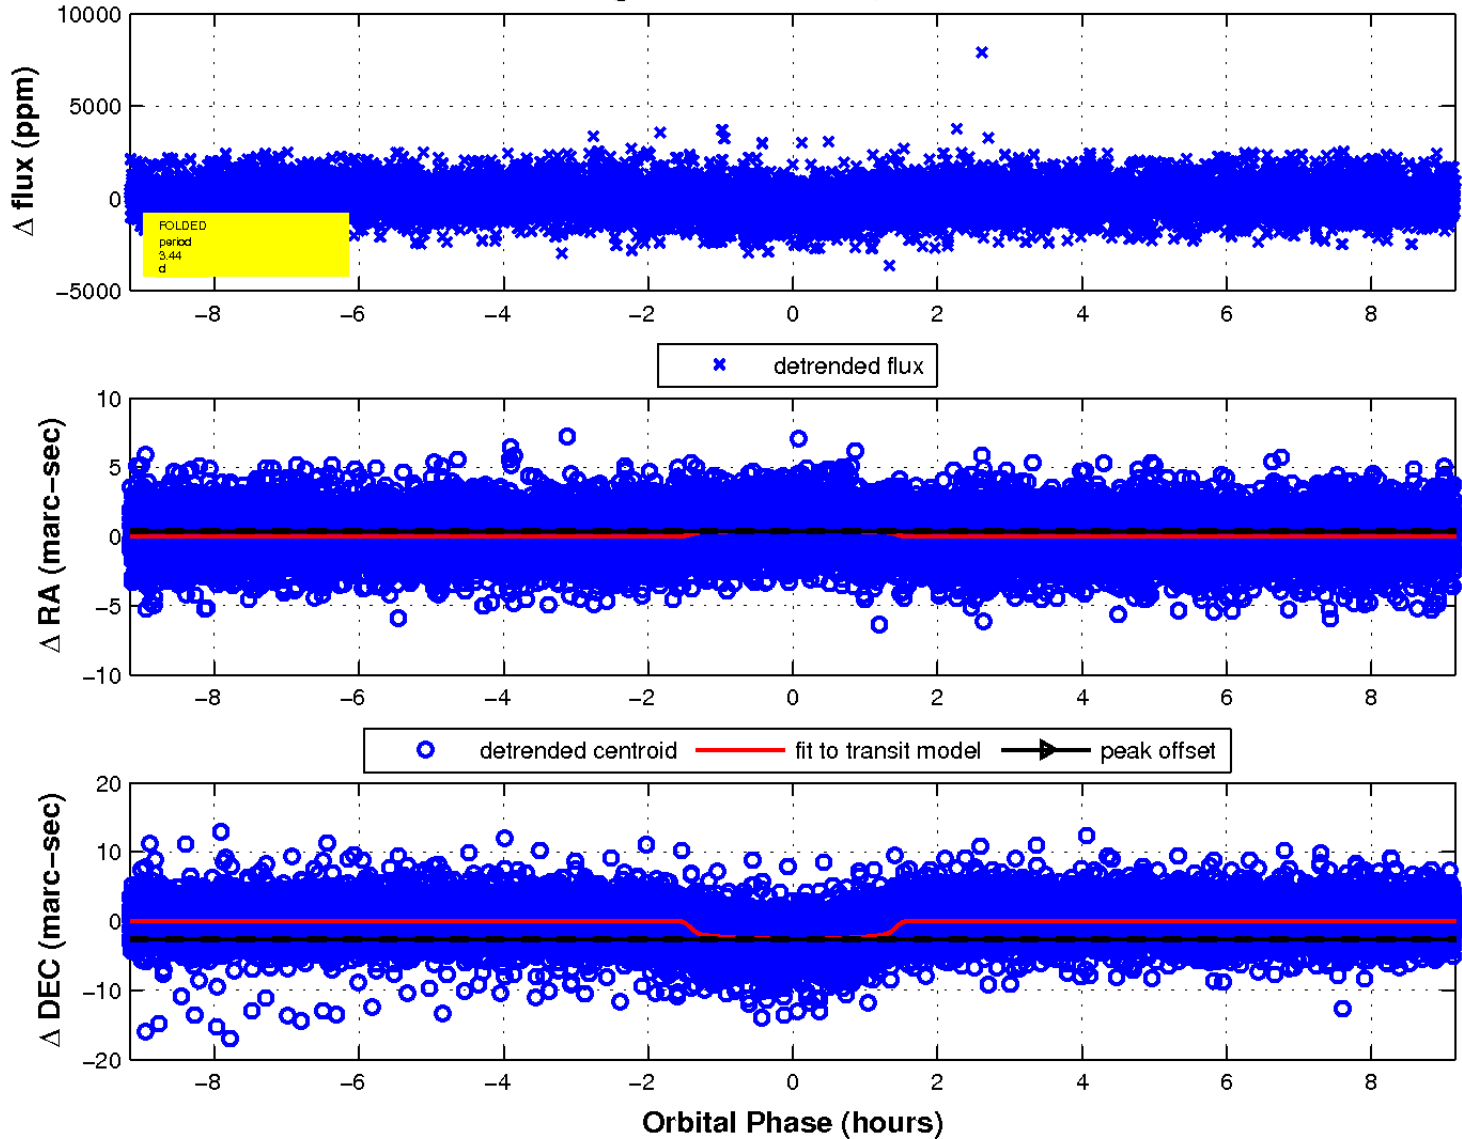 10000
5000
0
−5000
Δ flux (ppm)
FOLDED
period
3.44
d
−8 −6 −4 −2 0 2 4 6 8
detrended flux
10
5
0
−5
−10
Δ RA (marc−sec)
−8 −6 −4 −2 0 2 4 6 8
detrended centroid fit to transit model peak offset
20
10
0
−10
−20
Δ DEC (marc−sec)
−8 −6 −4 −2 0 2 4 6 8
Orbital Phase (hours)